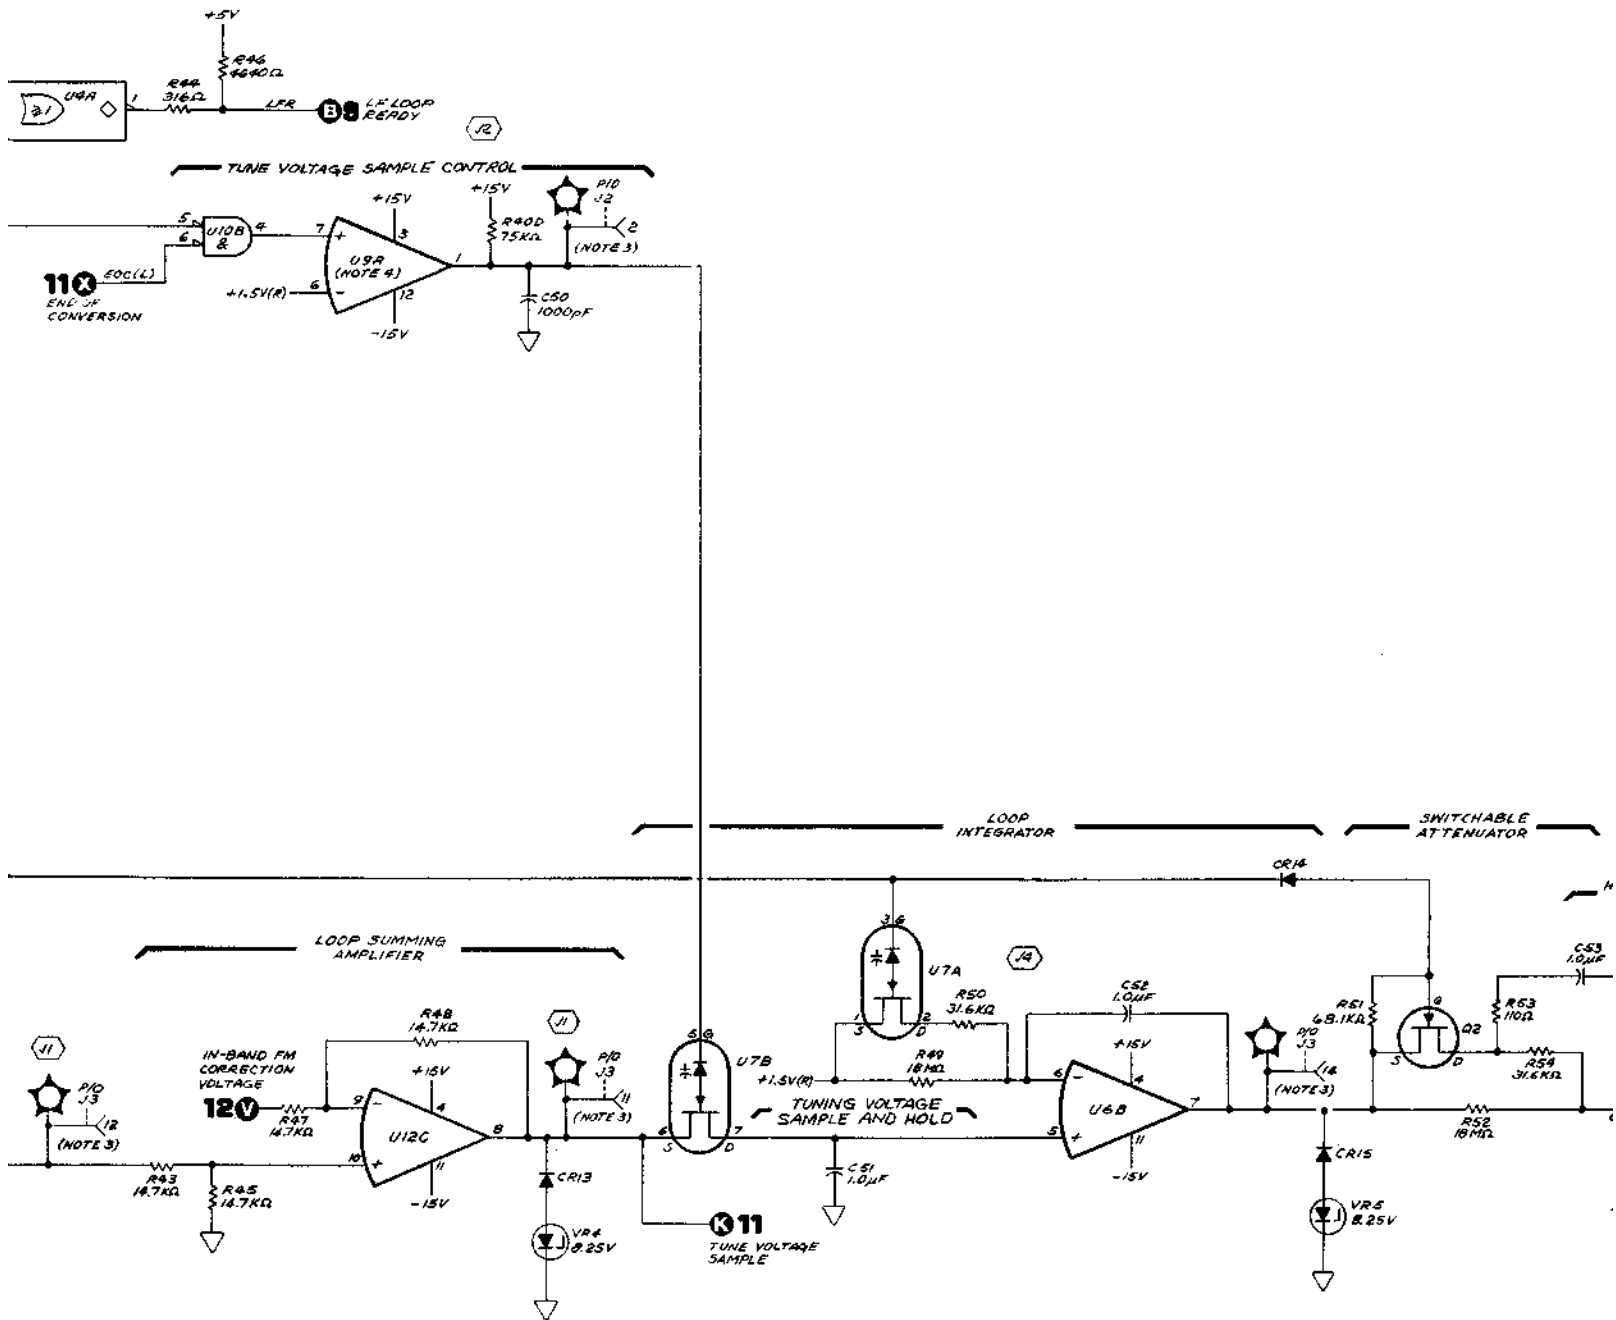 +5V
R46
4640Ω
R44
316Ω
U4A
≥1
1
LFR
B 9 LF LOOP
READY
J2
TUNE VOLTAGE SAMPLE CONTROL
+15V
+15V
P/O
J2
R40D
75KΩ
2
(NOTE 3)
5
6
U10B
&
4
7
+
3
U9A
(NOTE 4)
1
11 X EOC(L)
END OF
CONVERSION
+1.5V(R)
6
-
12
-15V
C50
1000pF
LOOP
INTEGRATOR
SWITCHABLE
ATTENUATOR
CR14
LOOP SUMMING
AMPLIFIER
3 G
U7A
J4
1
S
2
D
R50
31.6KΩ
C52
1.0µF
C53
1.0µF
R51
68.1KΩ
G
Q2
S
D
R53
110Ω
R54
31.6KΩ
J1
P/O
J3
12
(NOTE 3)
IN-BAND FM
CORRECTION
VOLTAGE
12 V
R47
14.7KΩ
R48
14.7KΩ
+15V
9
-
4
U12C
8
10
+
11
-15V
R43
14.7KΩ
R45
14.7KΩ
J1
P/O
J3
11
(NOTE 3)
5 G
U7B
6
S
7
D
+1.5V(R)
R49
18MΩ
TUNING VOLTAGE
SAMPLE AND HOLD
6
-
+15V
4
U6B
7
5
+
11
-15V
P/O
J3
14
(NOTE 3)
R52
18MΩ
CR13
VR4
8.25V
K 11
TUNE VOLTAGE
SAMPLE
C51
1.0µF
CR15
VR5
8.25V